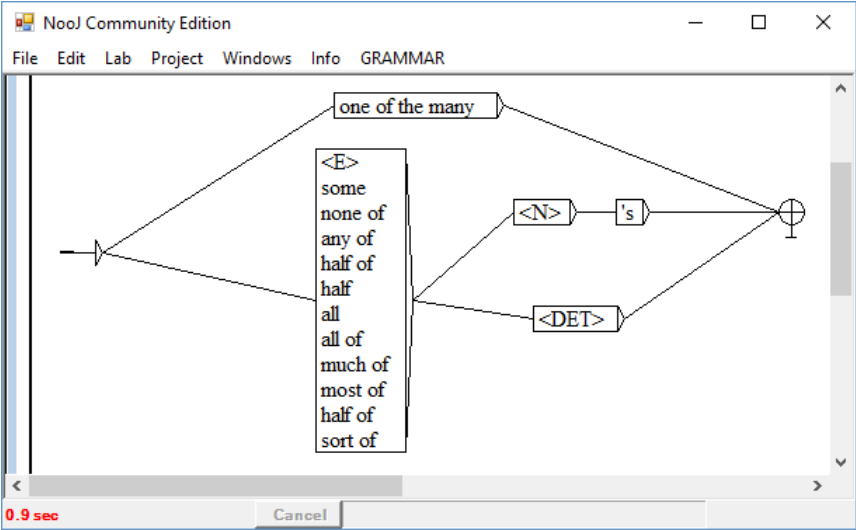 NooJ Community Edition
File Edit Lab Project Windows Info GRAMMAR
one of the many
<E>
some
none of
any of
half of
half
all
all of
much of
most of
half of
sort of
<N>
's
<DET>
0.9 sec
Cancel